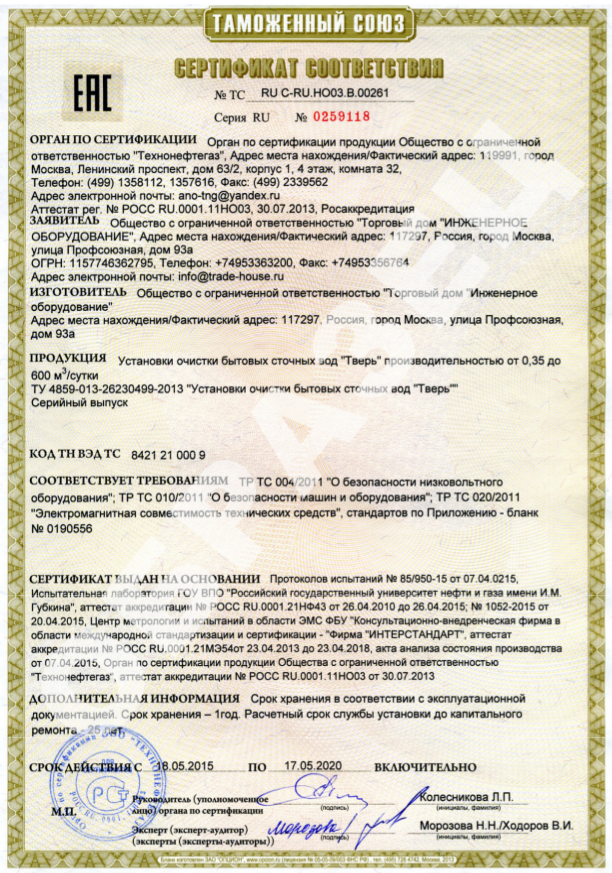 ТАМОЖЕННЫЙ СОЮЗ
СЕРТИФИКАТ СООТВЕТСТВИЯ
ЕАС
№ ТС RU C-RU.HO03.B.00261
Серия RU № 0259118
ОРГАН ПО СЕРТИФИКАЦИИ Орган по сертификации продукции Общество с ограниченной
ответственностью "Технонефтегаз", Адрес места нахождения/Фактический адрес: 119991, город
Москва, Ленинский проспект, дом 63/2, корпус 1, 4 этаж, комната 32,
Телефон: (499) 1358112, 1357616, Факс: (499) 2339562
Адрес электронной почты: ano-tng@yandex.ru
Аттестат рег. № РОСС RU.0001.11НО03, 30.07.2013, Росаккредитация
ЗАЯВИТЕЛЬ Общество с ограниченной ответственностью "Торговый дом "ИНЖЕНЕРНОЕ
ОБОРУДОВАНИЕ", Адрес места нахождения/Фактический адрес: 117297, Россия, город Москва,
улица Профсоюзная, дом 93а
ОГРН: 1157746362795, Телефон: +74953363200, Факс: +74953356764
Адрес электронной почты: info@trade-house.ru
ИЗГОТОВИТЕЛЬ Общество с ограниченной ответственностью "Торговый дом "Инженерное
оборудование"
Адрес места нахождения/Фактический адрес: 117297, Россия, город Москва, улица Профсоюзная,
дом 93а
ПРОДУКЦИЯ Установки очистки бытовых сточных вод "Тверь" производительностью от 0,35 до
600 м³/сутки
ТУ 4859-013-26230499-2013 "Установки очистки бытовых сточных вод "Тверь""
Серийный выпуск
КОД ТН ВЭД ТС 8421 21 000 9
СООТВЕТСТВУЕТ ТРЕБОВАНИЯМ ТР ТС 004/2011 "О безопасности низковольтного
оборудования"; ТР ТС 010/2011 "О безопасности машин и оборудования"; ТР ТС 020/2011
"Электромагнитная совместимость технических средств", стандартов по Приложению - бланк
№ 0190556
СЕРТИФИКАТ ВЫДАН НА ОСНОВАНИИ Протоколов испытаний № 85/950-15 от 07.04.0215,
Испытательная лаборатория ГОУ ВПО "Российский государственный университет нефти и газа имени И.М.
Губкина", аттестат аккредитации № РОСС RU.0001.21НФ43 от 26.04.2010 до 26.04.2015; № 1052-2015 от
20.04.2015, Центр метрологии и испытаний в области ЭМС ФБУ "Консультационно-внедренческая фирма в
области международной стандартизации и сертификации - "Фирма "ИНТЕРСТАНДАРТ", аттестат
аккредитации № РОСС RU.0001.21МЭ54от 23.04.2013 до 23.04.2018, акта анализа состояния производства
от 07.04.2015, Орган по сертификации продукции Общества с ограниченной ответственностью
"Технонефтегаз", аттестат аккредитации № РОСС RU.0001.11НО03 от 30.07.2013
ДОПОЛНИТЕЛЬНАЯ ИНФОРМАЦИЯ Срок хранения в соответствии с эксплуатационной
документацией. Срок хранения – 1год. Расчетный срок службы установки до капитального
ремонта - 25 лет.
СРОК ДЕЙСТВИЯ С 18.05.2015 ПО 17.05.2020 ВКЛЮЧИТЕЛЬНО
М.П.
Руководитель (уполномоченное
лицо) органа по сертификации
(подпись)
Колесникова Л.П.
(инициалы, фамилия)
Эксперт (эксперт-аудитор)
(эксперты (эксперты-аудиторы))
Морозова
(подпись)
Морозова Н.Н./Ходоров В.И.
(инициалы, фамилия)